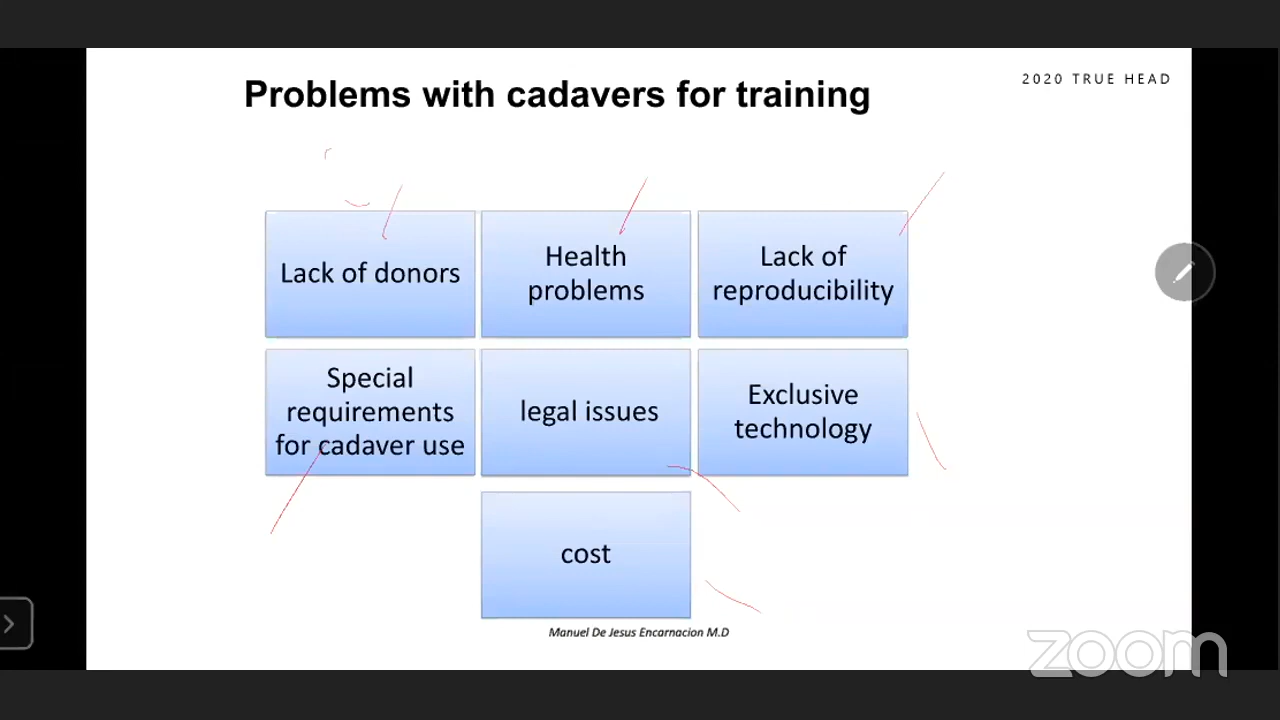 Problems with cadavers for training
2020 TRUE HEAD
Lack of donors
Health
problems
Lack of
reproducibility
Special
requirements
for cadaver use
legal issues
Exclusive
technology
cost
Manuel De Jesus Encarnacion M.D
zoom